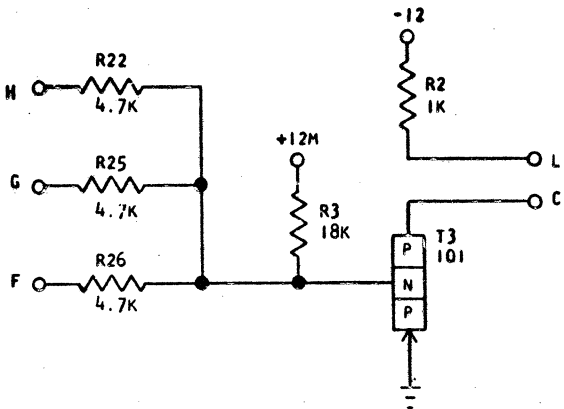 -12
R22
H
4.7K
R2
1K
+12M
R25
L
G
4.7K
R3
18K
C
T3
101
R26
P
F
4.7K
N
P